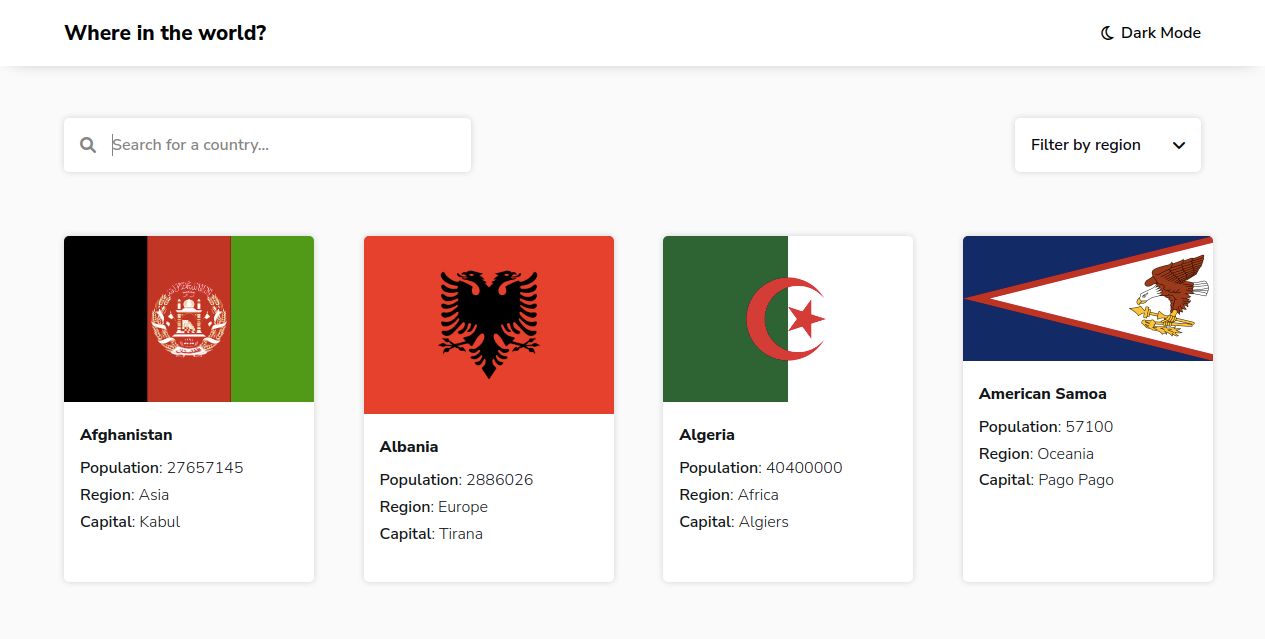 Where in the world?
Dark Mode
Search for a country...
Filter by region
Afghanistan
Population: 27657145
Region: Asia
Capital: Kabul
Albania
Population: 2886026
Region: Europe
Capital: Tirana
Algeria
Population: 40400000
Region: Africa
Capital: Algiers
American Samoa
Population: 57100
Region: Oceania
Capital: Pago Pago